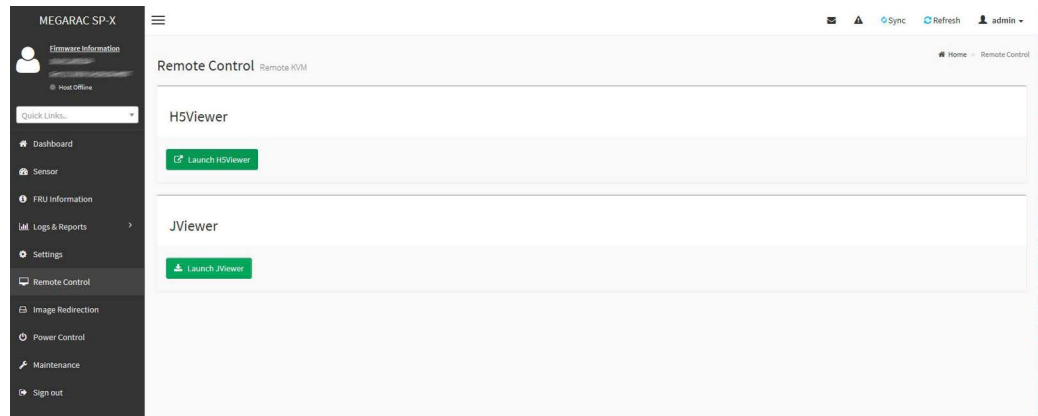 MEGARAC SP-X
Sync
Refresh
admin
Firmware Information
Host Offline
Home - Remote Control
Remote Control Remote KVM
Quick Links..
Dashboard
Sensor
FRU Information
Logs & Reports
Settings
Remote Control
Image Redirection
Power Control
Maintenance
Sign out
H5Viewer
Launch H5Viewer
JViewer
Launch JViewer